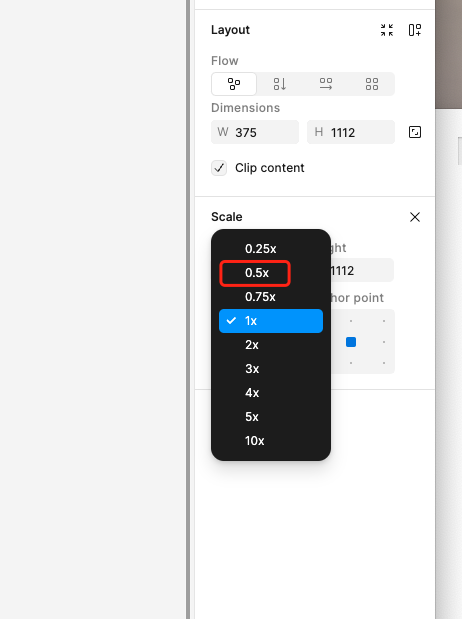 Layout
Flow
Dimensions
W 375 H 1112
Clip content
Scale
0.25x
ght
0.5x
1112
0.75x
hor point
1x
2x
3x
4x
5x
10x